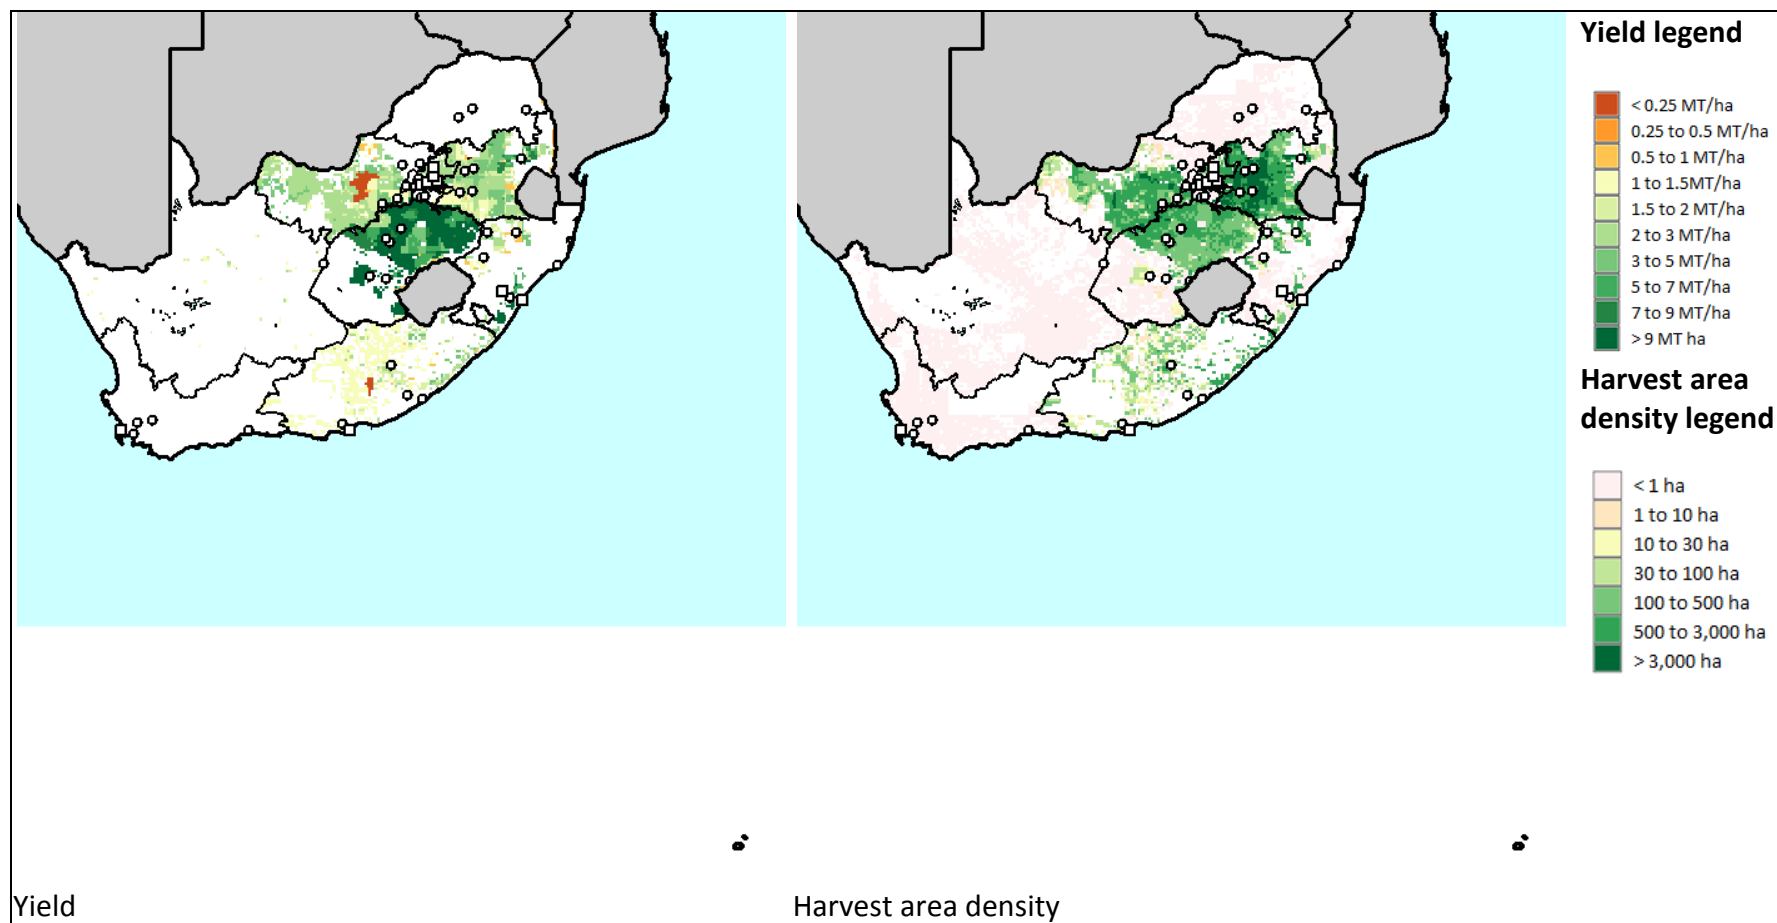 Yield legend
< 0.25 MT/ha
0.25 to 0.5 MT/ha
0.5 to 1 MT/ha
1 to 1.5MT/ha
1.5 to 2 MT/ha
2 to 3 MT/ha
3 to 5 MT/ha
5 to 7 MT/ha
7 to 9 MT/ha
> 9 MT ha
Harvest area
density legend
< 1 ha
1 to 10 ha
10 to 30 ha
30 to 100 ha
100 to 500 ha
500 to 3,000 ha
> 3,000 ha
Yield
Harvest area density